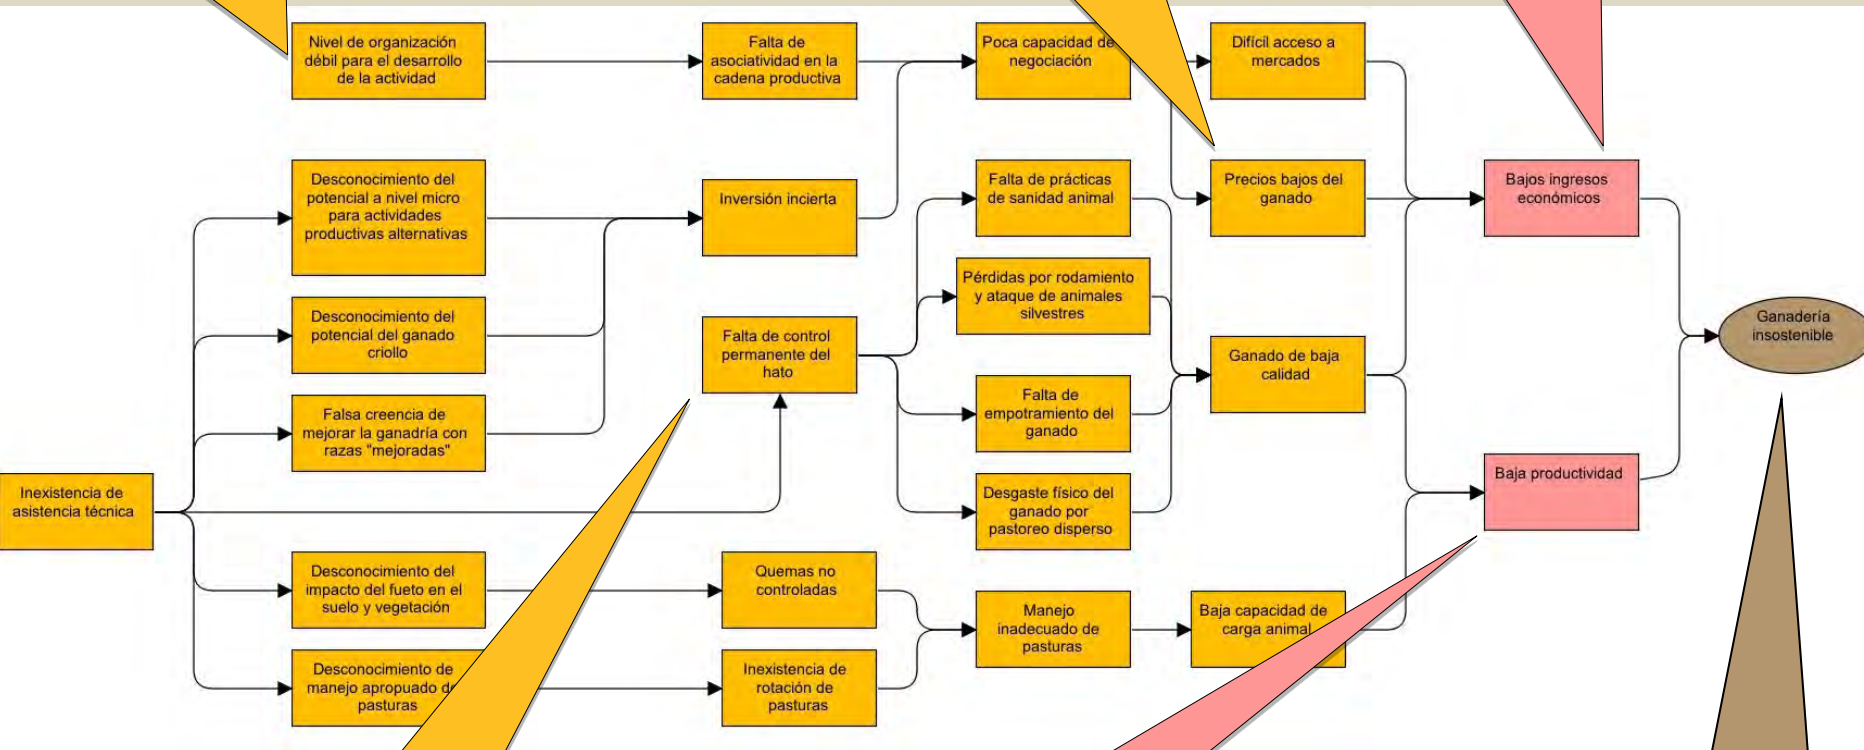 Nivel de organización
débil para el desarrollo
de la actividad
Falta de
asociatividad en la
cadena productiva
Poca capacidad de
negociación
Difícil acceso a
mercados
Desconocimiento del
potencial a nivel micro
para actividades
productivas alternativas
Inversión incierta
Falta de prácticas
de sanidad animal
Precios bajos del
ganado
Bajos ingresos
económicos
Pérdidas por rodamiento
y ataque de animales
silvestres
Desconocimiento del
potencial del ganado
criollo
Falta de control
permanente del
hato
Ganado de baja
calidad
Ganadería
insostenible
Falsa creencia de
mejorar la ganadría con
razas "mejoradas"
Falta de
empotramiento del
ganado
Inexistencia de
asistencia técnica
Desgaste físico del
ganado por
pastoreo disperso
Baja productividad
Desconocimiento del
impacto del fueto en el
suelo y vegetación
Quemas no
controladas
Manejo
inadecuado de
pasturas
Baja capacidad de
carga animal
Desconocimiento de
manejo apropuado de
pasturas
Inexistencia de
rotación de
pasturas